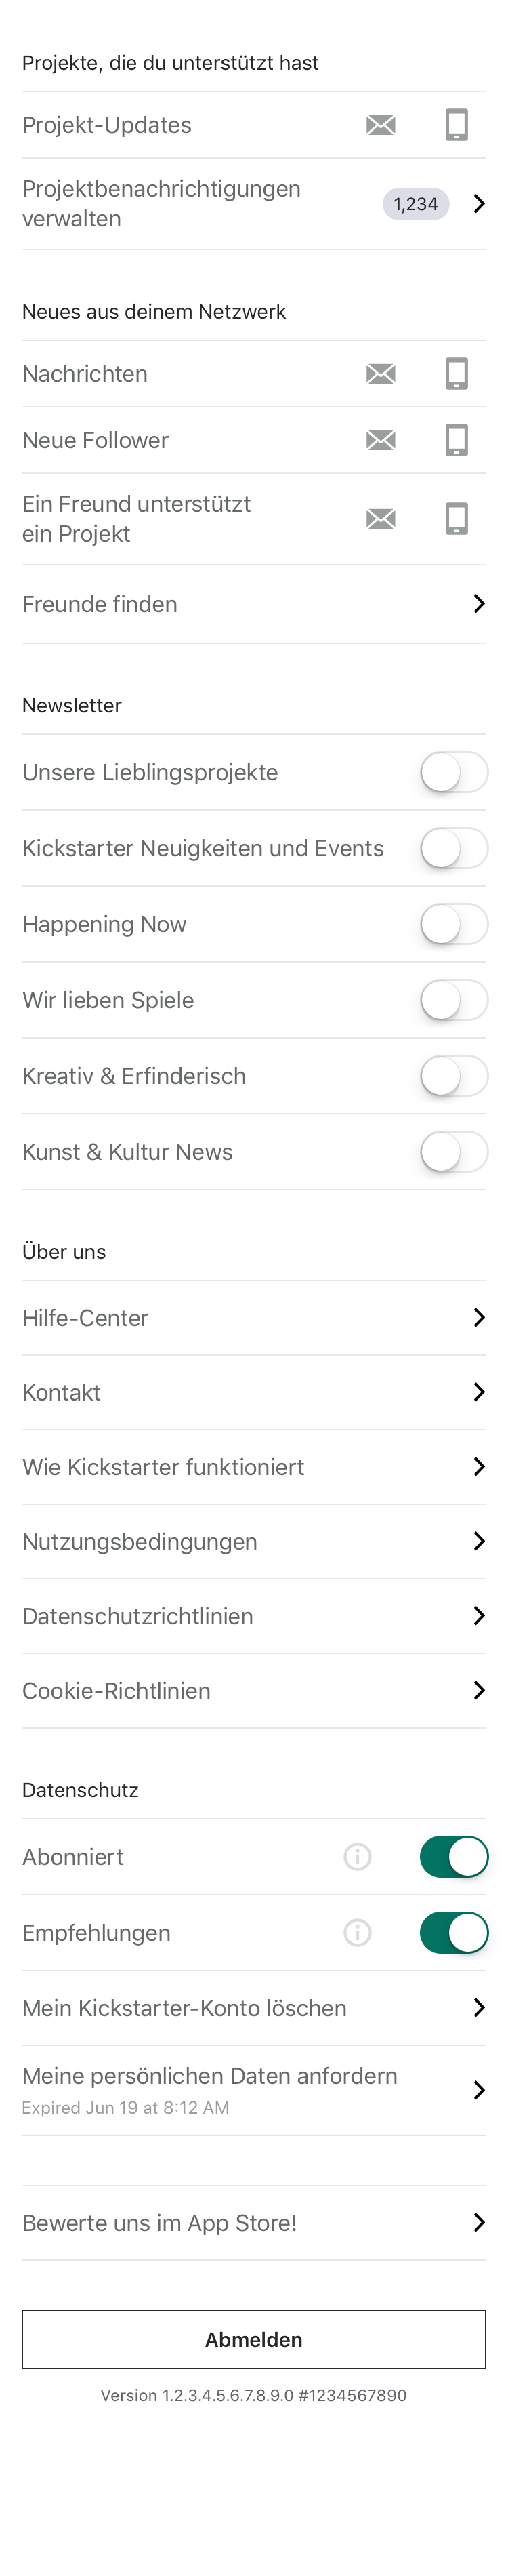 Projekte, die du unterstützt hast
Projekt-Updates
Projektbenachrichtigungen
verwalten
1,234
Neues aus deinem Netzwerk
Nachrichten
Neue Follower
Ein Freund unterstützt
ein Projekt
Freunde finden
Newsletter
Unsere Lieblingsprojekte
Kickstarter Neuigkeiten und Events
Happening Now
Wir lieben Spiele
Kreativ & Erfinderisch
Kunst & Kultur News
Über uns
Hilfe-Center
Kontakt
Wie Kickstarter funktioniert
Nutzungsbedingungen
Datenschutzrichtlinien
Cookie-Richtlinien
Datenschutz
Abonniert
Empfehlungen
Mein Kickstarter-Konto löschen
Meine persönlichen Daten anfordern
Expired Jun 19 at 8:12 AM
Bewerte uns im App Store!
Abmelden
Version 1.2.3.4.5.6.7.8.9.0 #1234567890